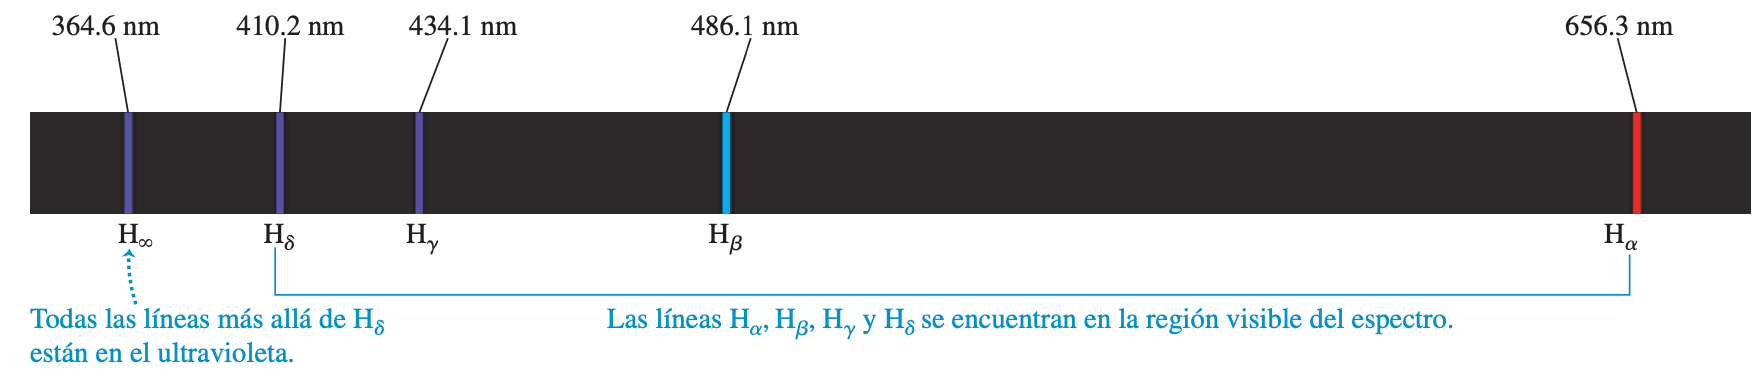 364.6 nm 410.2 nm 434.1 nm 486.1 nm 656.3 nm
H∞ Hδ Hγ Hβ Hα
Todas las líneas más allá de Hδ
están en el ultravioleta.
Las líneas Hα, Hβ, Hγ y Hδ se encuentran en la región visible del espectro.